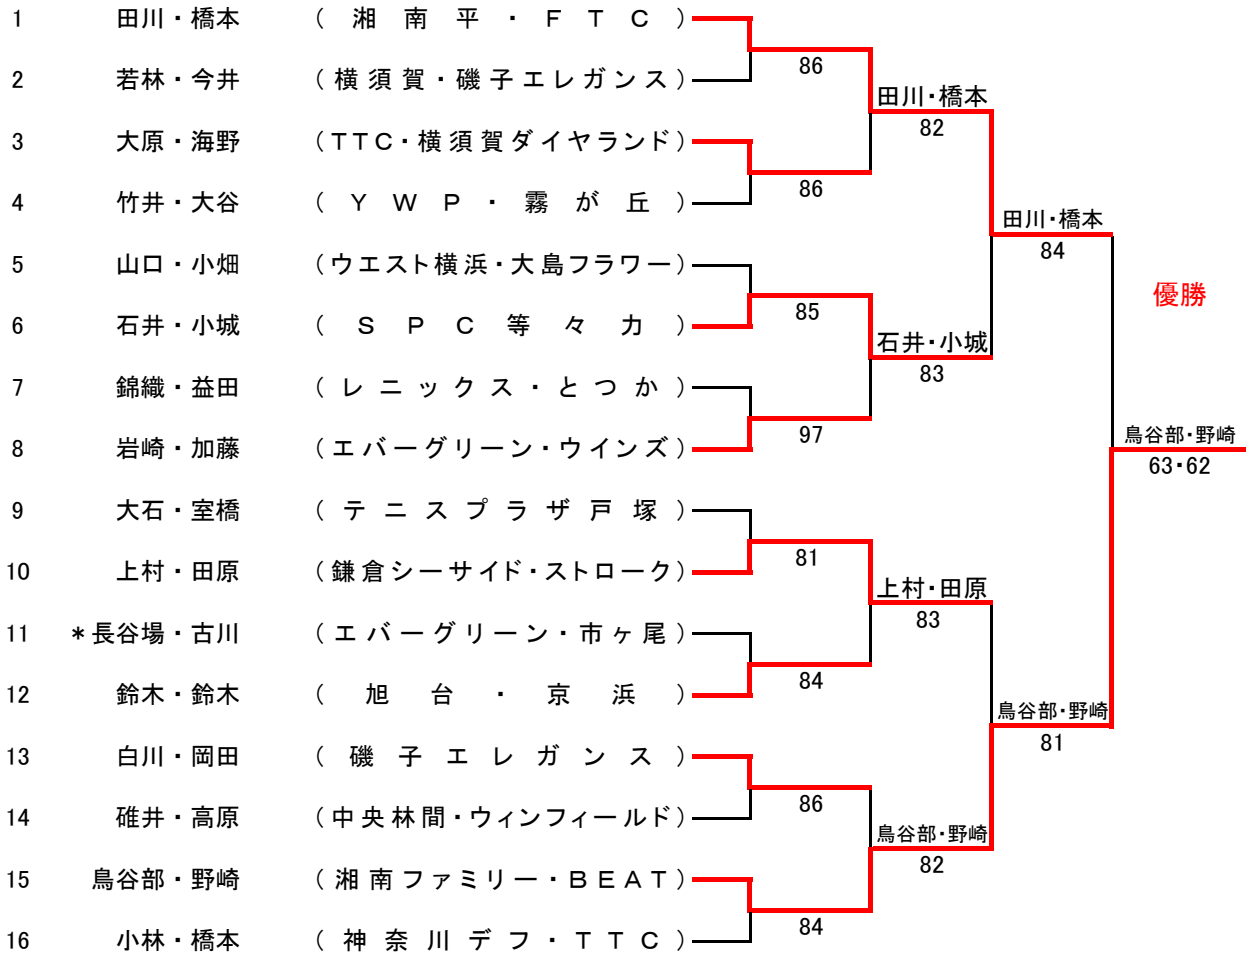 1 田川・橋本 (湘南平・FTC)
86
2 若林・今井 (横須賀・磯子エレガンス)
田川・橋本
82
3 大原・海野 (TTC・横須賀ダイヤランド)
86
4 竹井・大谷 (YWP・霧が丘)
田川・橋本
84
5 山口・小畑 (ウエスト横浜・大島フラワー)
優勝
85
6 石井・小城 (SPC等々力)
石井・小城
83
7 錦織・益田 (レニックス・とつか)
97
鳥谷部・野崎
8 岩崎・加藤 (エバーグリーン・ウインズ)
63・62
9 大石・室橋 (テニスプラザ戸塚)
81
10 上村・田原 (鎌倉シーサイド・ストローク)
上村・田原
83
11 *長谷場・古川 (エバーグリーン・市ヶ尾)
84
12 鈴木・鈴木 (旭台・京浜)
鳥谷部・野崎
81
13 白川・岡田 (磯子エレガンス)
86
14 碓井・高原 (中央林間・ウィンフィールド)
鳥谷部・野崎
82
15 鳥谷部・野崎 (湘南ファミリー・BEAT)
84
16 小林・橋本 (神奈川デフ・TTC)